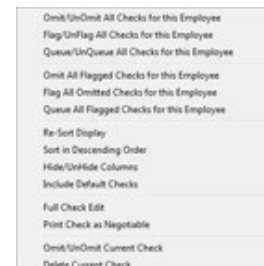 Omit/UnOmit All Checks for this Employee
Flag/UnFlag All Checks for this Employee
Queue/UnQueue All Checks for this Employee
Omit All Flagged Checks for this Employee
Flag All Omitted Checks for this Employee
Queue All Flagged Checks for this Employee
Re-Sort Display
Sort in Descending Order
Hide/UnHide Columns
Include Default Checks
Full Check Edit
Print Check as Negotiable
Omit/UnOmit Current Check
Delete Current Check